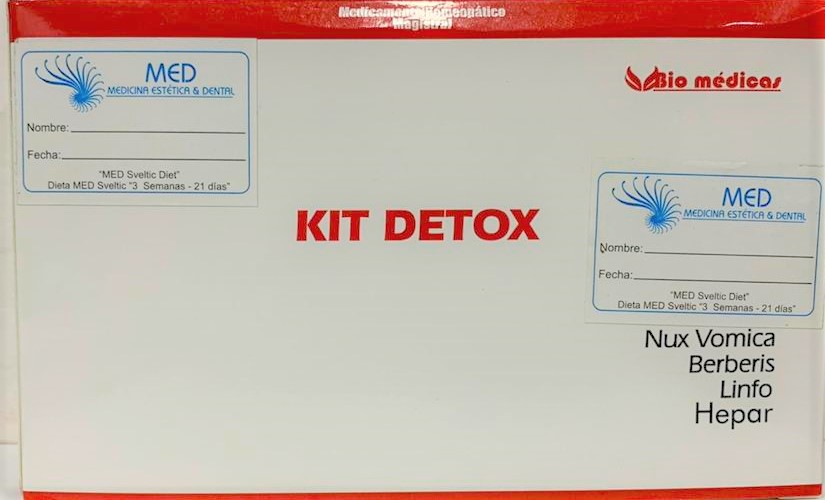 Medicamento Homeopático
Magistral
MED
MEDICINA ESTÉTICA & DENTAL
Nombre:
Fecha:
"MED Sveltic Diet"
Dieta MED Sveltic "3 Semanas - 21 días"
Bio médicas
KIT DETOX
MED
MEDICINA ESTÉTICA & DENTAL
Nombre:
Fecha:
"MED Sveltic Diet"
Dieta MED Sveltic "3 Semanas - 21 días"
Nux Vomica
Berberis
Linfo
Hepar